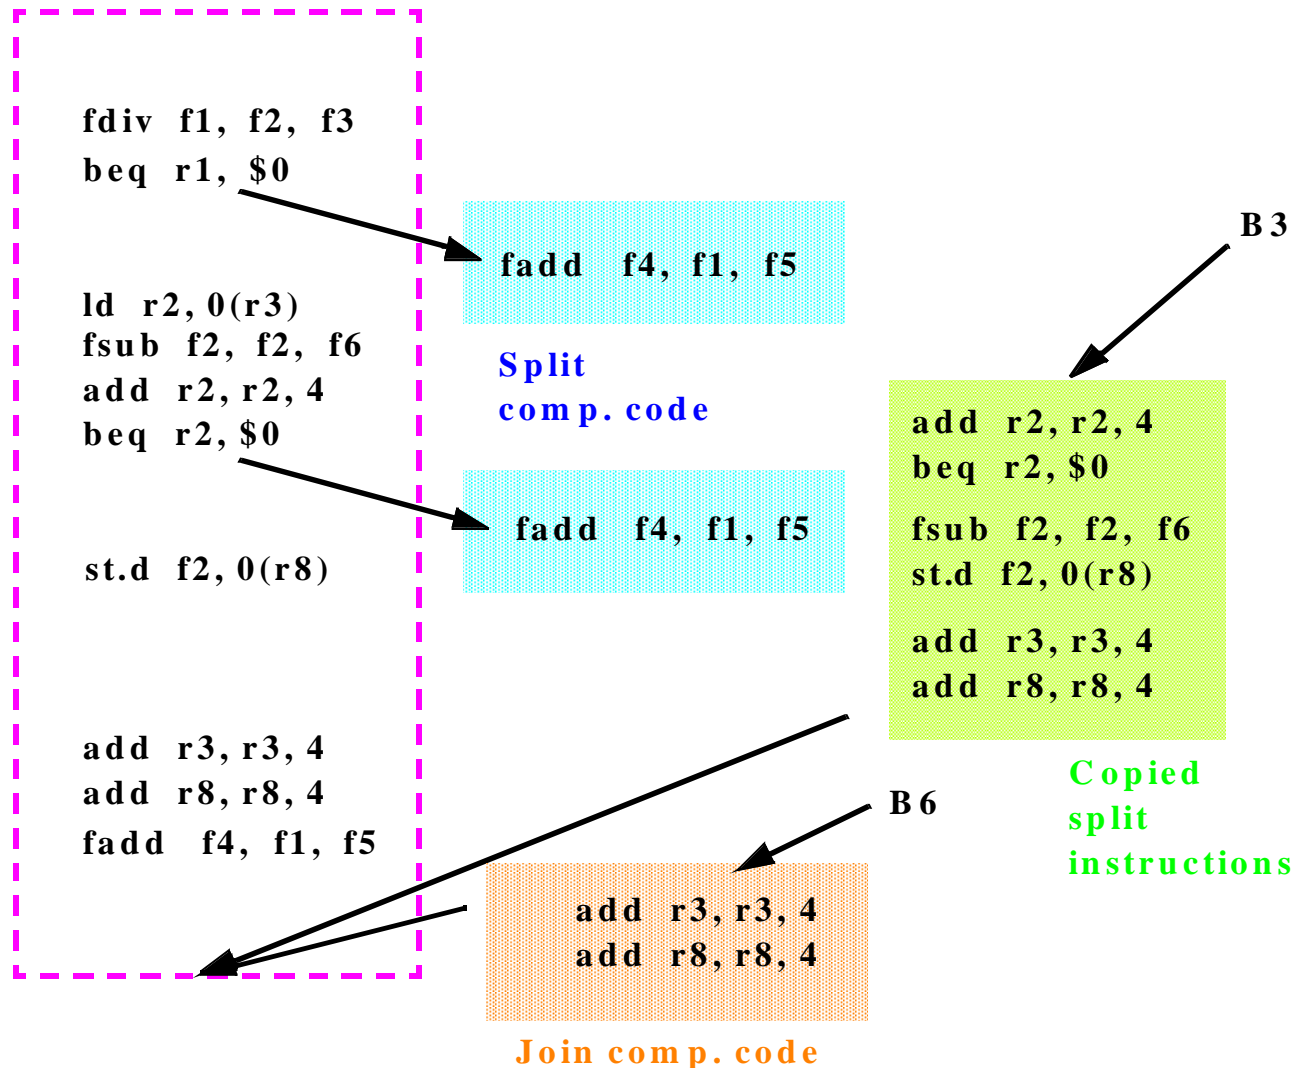 fdiv f1, f2, f3
beq r1, $0
ld r2, 0(r3)
fsub f2, f2, f6
add r2, r2, 4
beq r2, $0
st.d f2, 0(r8)
add r3, r3, 4
add r8, r8, 4
fadd f4, f1, f5
fadd f4, f1, f5
Split
comp. code
fadd f4, f1, f5
B3
add r2, r2, 4
beq r2, $0
fsub f2, f2, f6
st.d f2, 0(r8)
add r3, r3, 4
add r8, r8, 4
Copied
split
instructions
B6
add r3, r3, 4
add r8, r8, 4
Join comp. code